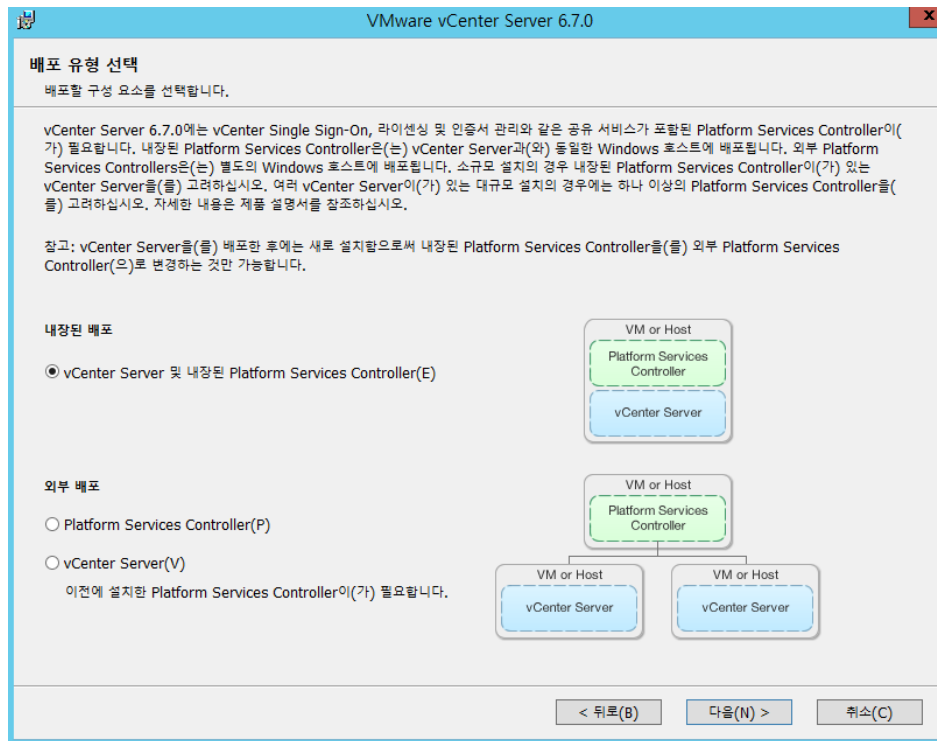 VMware vCenter Server 6.7.0
x
배포 유형 선택
배포할 구성 요소를 선택합니다.
vCenter Server 6.7.0에는 vCenter Single Sign-On, 라이센싱 및 인증서 관리와 같은 공유 서비스가 포함된 Platform Services Controller이(
가) 필요합니다. 내장된 Platform Services Controller은(는) vCenter Server과(와) 동일한 Windows 호스트에 배포됩니다. 외부 Platform
Services Controllers은(는) 별도의 Windows 호스트에 배포됩니다. 소규모 설치의 경우 내장된 Platform Services Controller이(가) 있는
vCenter Server을(를) 고려하십시오. 여러 vCenter Server이(가) 있는 대규모 설치의 경우에는 하나 이상의 Platform Services Controller을(
를) 고려하십시오. 자세한 내용은 제품 설명서를 참조하십시오.
참고: vCenter Server을(를) 배포한 후에는 새로 설치함으로써 내장된 Platform Services Controller을(를) 외부 Platform Services
Controller(으)로 변경하는 것만 가능합니다.
내장된 배포
vCenter Server 및 내장된 Platform Services Controller(E)
VM or Host
Platform Services
Controller
vCenter Server
외부 배포
Platform Services Controller(P)
vCenter Server(V)
이전에 설치한 Platform Services Controller이(가) 필요합니다.
VM or Host
Platform Services
Controller
VM or Host
vCenter Server
VM or Host
vCenter Server
< 뒤로(B)
다음(N) >
취소(C)